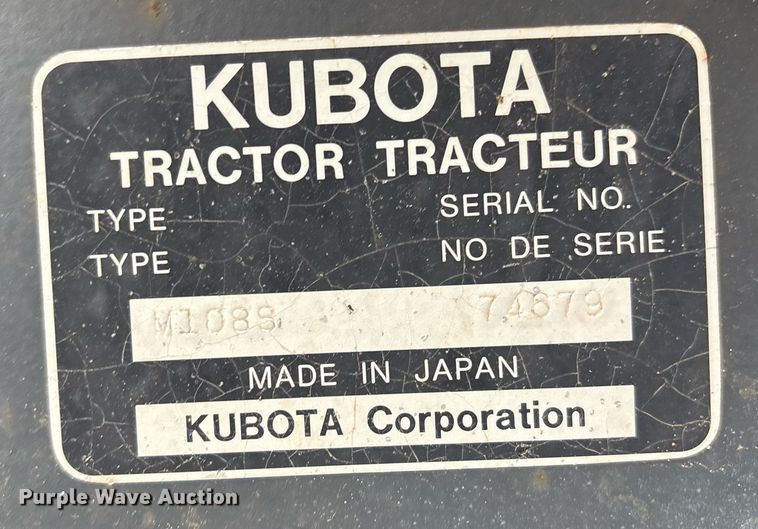 KUBOTA
TRACTOR TRACTEUR
TYPE SERIAL NO.
TYPE NO DE SERIE
M108S 74679
MADE IN JAPAN
KUBOTA Corporation
Purple Wave Auction